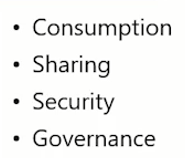 • Consumption
• Sharing
• Security
• Governance